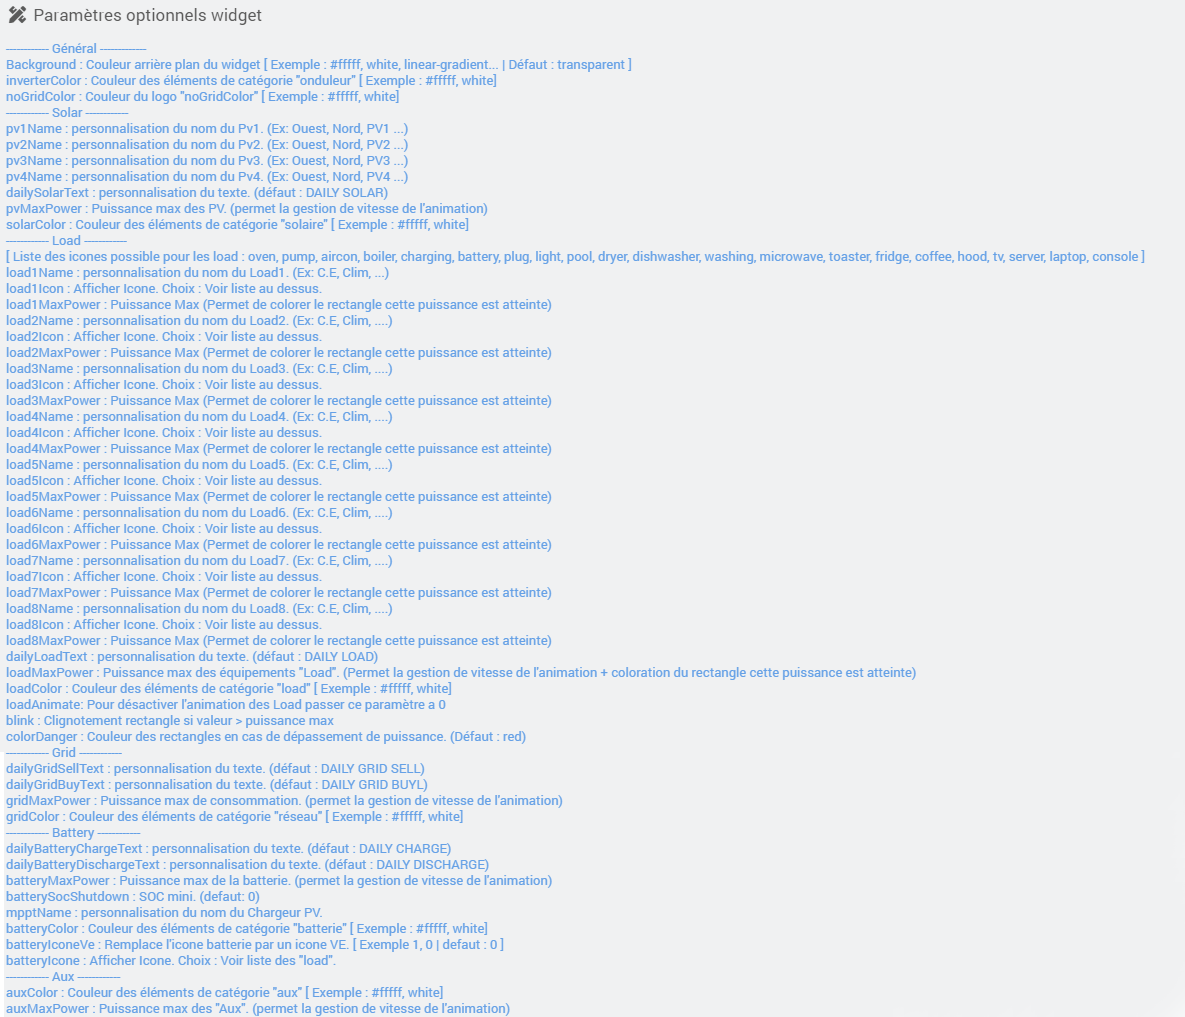 Paramètres optionnels widget
------------ Général -------------
Background : Couleur arrière plan du widget [ Exemple : #fffff, white, linear-gradient... | Défaut : transparent ]
inverterColor : Couleur des éléments de catégorie "onduleur" [ Exemple : #fffff, white]
noGridColor : Couleur du logo "noGridColor" [ Exemple : #fffff, white]
------------ Solar ------------
pv1Name : personnalisation du nom du Pv1. (Ex: Ouest, Nord, PV1 ...)
pv2Name : personnalisation du nom du Pv2. (Ex: Ouest, Nord, PV2 ...)
pv3Name : personnalisation du nom du Pv3. (Ex: Ouest, Nord, PV3 ...)
pv4Name : personnalisation du nom du Pv4. (Ex: Ouest, Nord, PV4 ...)
dailySolarText : personnalisation du texte. (défaut : DAILY SOLAR)
pvMaxPower : Puissance max des PV. (permet la gestion de vitesse de l'animation)
solarColor : Couleur des éléments de catégorie "solaire" [ Exemple : #fffff, white]
------------ Load ------------
[ Liste des icones possible pour les load : oven, pump, aircon, boiler, charging, battery, plug, light, pool, dryer, dishwasher, washing, microwave, toaster, fridge, coffee, hood, tv, server, laptop, console ]
load1Name : personnalisation du nom du Load1. (Ex: C.E, Clim, ...)
load1Icon : Afficher Icone. Choix : Voir liste au dessus.
load1MaxPower : Puissance Max (Permet de colorer le rectangle cette puissance est atteinte)
load2Name : personnalisation du nom du Load2. (Ex: C.E, Clim, ....)
load2Icon : Afficher Icone. Choix : Voir liste au dessus.
load2MaxPower : Puissance Max (Permet de colorer le rectangle cette puissance est atteinte)
load3Name : personnalisation du nom du Load3. (Ex: C.E, Clim, ....)
load3Icon : Afficher Icone. Choix : Voir liste au dessus.
load3MaxPower : Puissance Max (Permet de colorer le rectangle cette puissance est atteinte)
load4Name : personnalisation du nom du Load4. (Ex: C.E, Clim, ....)
load4Icon : Afficher Icone. Choix : Voir liste au dessus.
load4MaxPower : Puissance Max (Permet de colorer le rectangle cette puissance est atteinte)
load5Name : personnalisation du nom du Load5. (Ex: C.E, Clim, ....)
load5Icon : Afficher Icone. Choix : Voir liste au dessus.
load5MaxPower : Puissance Max (Permet de colorer le rectangle cette puissance est atteinte)
load6Name : personnalisation du nom du Load6. (Ex: C.E, Clim, ....)
load6Icon : Afficher Icone. Choix : Voir liste au dessus.
load6MaxPower : Puissance Max (Permet de colorer le rectangle cette puissance est atteinte)
load7Name : personnalisation du nom du Load7. (Ex: C.E, Clim, ....)
load7Icon : Afficher Icone. Choix : Voir liste au dessus.
load7MaxPower : Puissance Max (Permet de colorer le rectangle cette puissance est atteinte)
load8Name : personnalisation du nom du Load8. (Ex: C.E, Clim, ....)
load8Icon : Afficher Icone. Choix : Voir liste au dessus.
load8MaxPower : Puissance Max (Permet de colorer le rectangle cette puissance est atteinte)
dailyLoadText : personnalisation du texte. (défaut : DAILY LOAD)
loadMaxPower : Puissance max des équipements "Load". (Permet la gestion de vitesse de l'animation + coloration du rectangle cette puissance est atteinte)
loadColor : Couleur des éléments de catégorie "load" [ Exemple : #fffff, white]
loadAnimate: Pour désactiver l'animation des Load passer ce paramètre a 0
blink : Clignotement rectangle si valeur > puissance max
colorDanger : Couleur des rectangles en cas de dépassement de puissance. (Défaut : red)
------------ Grid ------------
dailyGridSellText : personnalisation du texte. (défaut : DAILY GRID SELL)
dailyGridBuyText : personnalisation du texte. (défaut : DAILY GRID BUYL)
gridMaxPower : Puissance max de consommation. (permet la gestion de vitesse de l'animation)
gridColor : Couleur des éléments de catégorie "réseau" [ Exemple : #fffff, white]
------------ Battery ------------
dailyBatteryChargeText : personnalisation du texte. (défaut : DAILY CHARGE)
dailyBatteryDischargeText : personnalisation du texte. (défaut : DAILY DISCHARGE)
batteryMaxPower : Puissance max de la batterie. (permet la gestion de vitesse de l'animation)
batterySocShutdown : SOC mini. (defaut: 0)
mpptName : personnalisation du nom du Chargeur PV.
batteryColor : Couleur des éléments de catégorie "batterie" [ Exemple : #fffff, white]
batteryIconeVe : Remplace l'icone batterie par un icone VE. [ Exemple 1, 0 | defaut : 0 ]
batteryIcone : Afficher Icone. Choix : Voir liste des "load".
------------ Aux ------------
auxColor : Couleur des éléments de catégorie "aux" [ Exemple : #fffff, white]
auxMaxPower : Puissance max des "Aux". (permet la gestion de vitesse de l'animation)